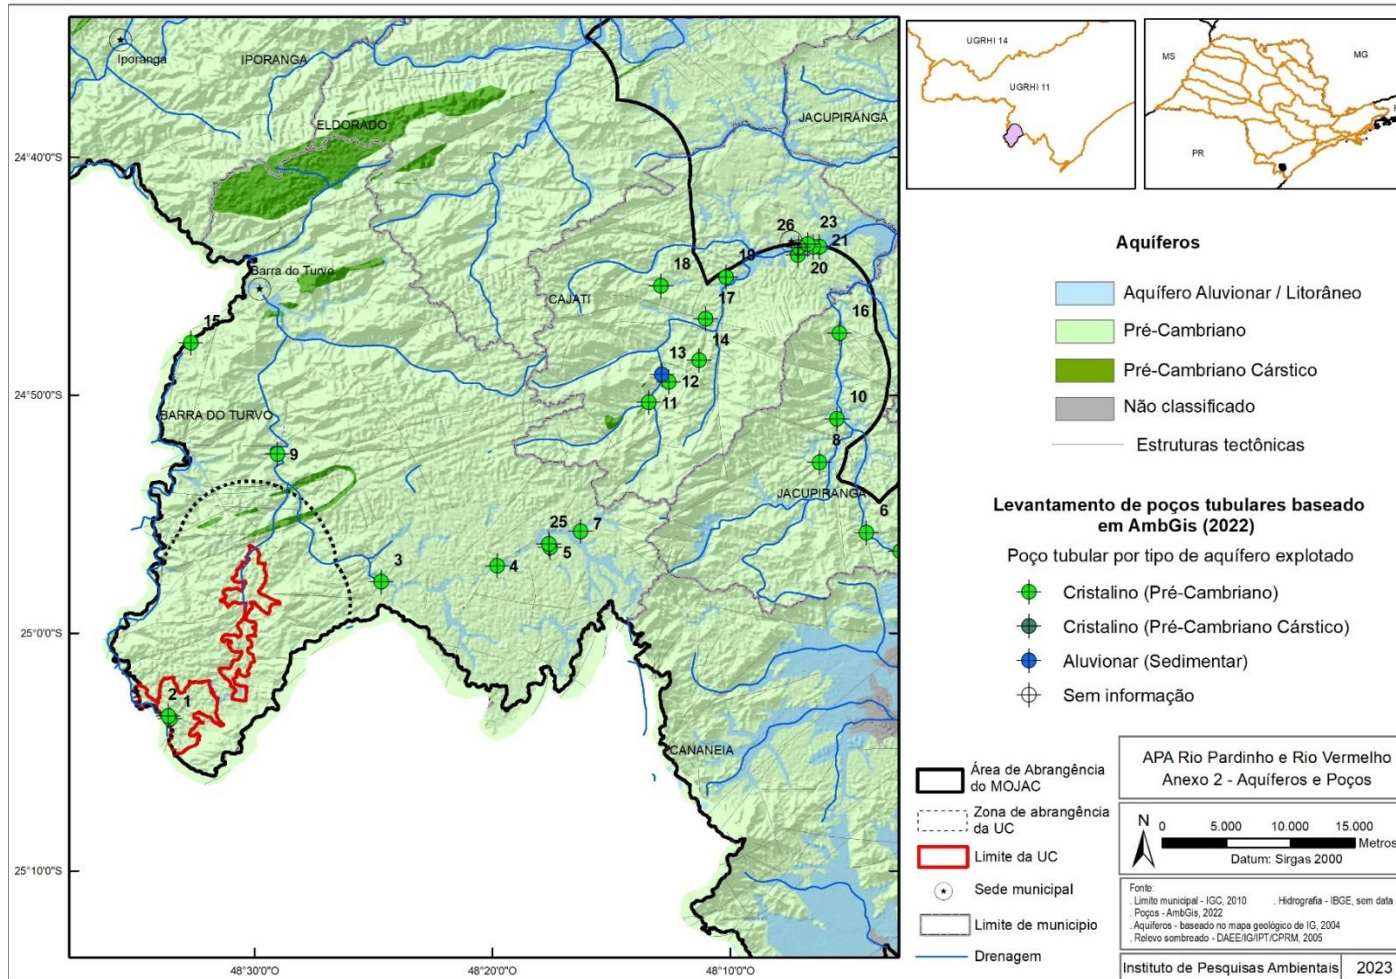 Iporanga
IPORANGA
ELDORADO
JACUPIRANGA
24°40'0"S
26
23
21
20
19
18
17
Barra do Turvo
CAJATI
16
15
14
13
12
11
24°50'0"S
BARRA DO TURVO
10
9
8
JACUPIRANGA
6
25
7
5
4
3
25°0'0"S
2
1
CANANEIA
25°10'0"S
48°30'0"W
48°20'0"W
48°10'0"W
UGRHI 14
UGRHI 11
MS
MG
PR
Aquíferos
Aquífero Aluvionar / Litorâneo
Pré-Cambriano
Pré-Cambriano Cárstico
Não classificado
Estruturas tectônicas
Levantamento de poços tubulares baseado
em AmbGis (2022)
Poço tubular por tipo de aquífero explotado
Cristalino (Pré-Cambriano)
Cristalino (Pré-Cambriano Cárstico)
Aluvionar (Sedimentar)
Sem informação
Área de Abrangência
do MOJAC
Zona de abrangência
da UC
Limite da UC
Sede municipal
Limite de municipio
Drenagem
APA Rio Pardinho e Rio Vermelho
Anexo 2 - Aquíferos e Poços
N
0 5.000 10.000 15.000
Metros
Datum: Sirgas 2000
Fonte:
. Limite municipal - IGC, 2010 . Hidrografia - IBGE, sem data
. Poços - AmbGis, 2022
. Aquíferos - baseado no mapa geológico de IG, 2004
. Relevo sombreado - DAEE/IG/IPT/CPRM, 2005
Instituto de Pesquisas Ambientais 2023